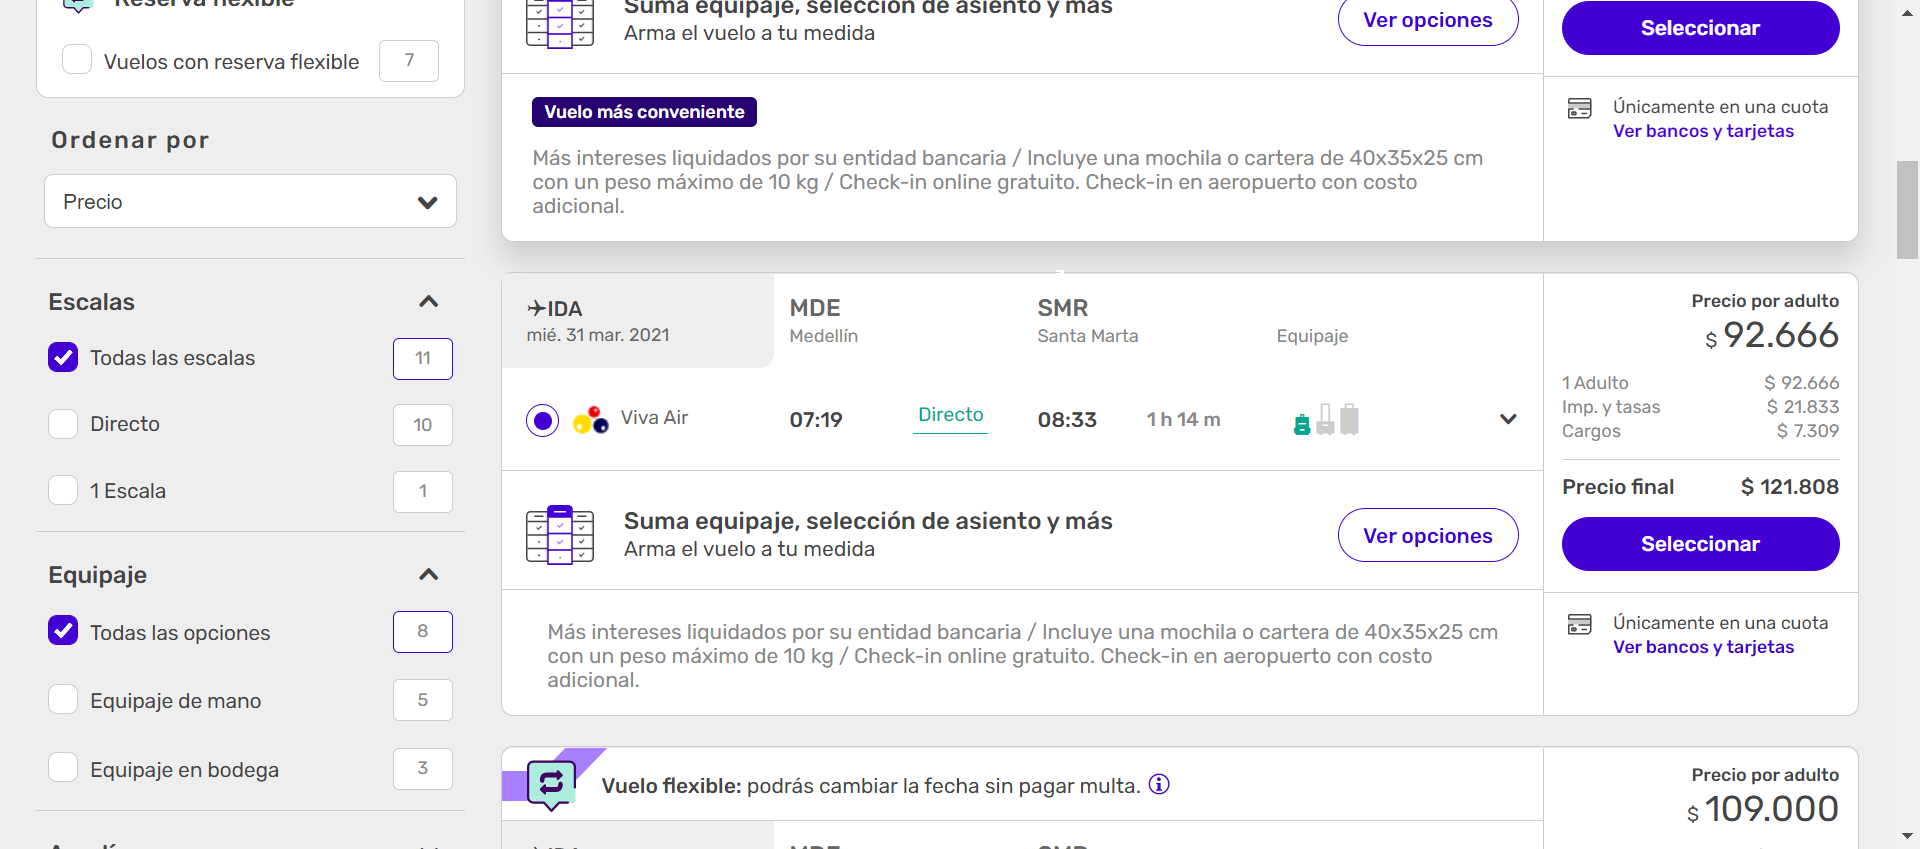 Reserva flexible
Vuelos con reserva flexible
7
Ordenar por
Precio
Escalas
Todas las escalas
11
Directo
10
1 Escala
1
Equipaje
Todas las opciones
8
Equipaje de mano
5
Equipaje en bodega
3
Suma equipaje, selección de asiento y más
Arma el vuelo a tu medida
Ver opciones
Seleccionar
Vuelo más conveniente
Más intereses liquidados por su entidad bancaria / Incluye una mochila o cartera de 40x35x25 cm
con un peso máximo de 10 kg / Check-in online gratuito. Check-in en aeropuerto con costo
adicional.
Únicamente en una cuota
Ver bancos y tarjetas
IDA
mié. 31 mar. 2021
MDE
Medellín
SMR
Santa Marta
Equipaje
Viva Air
07:19
Directo
08:33
1 h 14 m
Precio por adulto
$ 92.666
1 Adulto $ 92.666
Imp. y tasas $ 21.833
Cargos $ 7.309
Precio final $ 121.808
Seleccionar
Suma equipaje, selección de asiento y más
Arma el vuelo a tu medida
Ver opciones
Más intereses liquidados por su entidad bancaria / Incluye una mochila o cartera de 40x35x25 cm
con un peso máximo de 10 kg / Check-in online gratuito. Check-in en aeropuerto con costo
adicional.
Únicamente en una cuota
Ver bancos y tarjetas
Vuelo flexible: podrás cambiar la fecha sin pagar multa.
Precio por adulto
$ 109.000